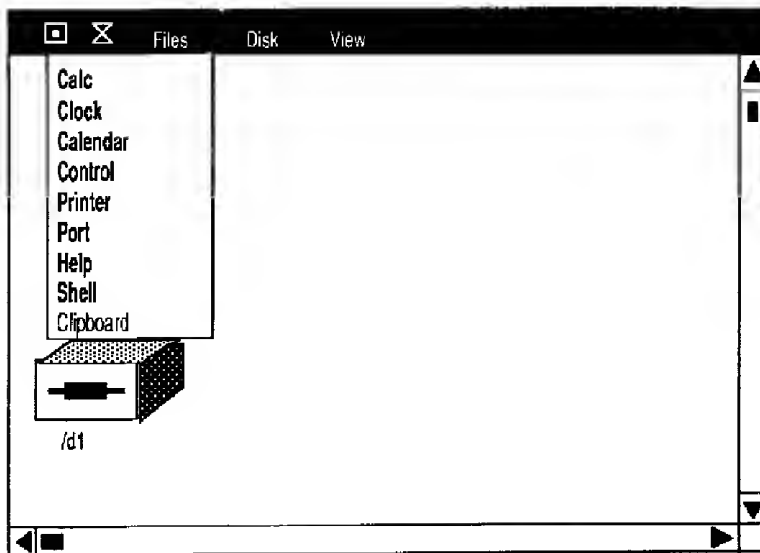 Files Disk View
Calc
Clock
Calendar
Control
Printer
Port
Help
Shell
Clipboard
/d1